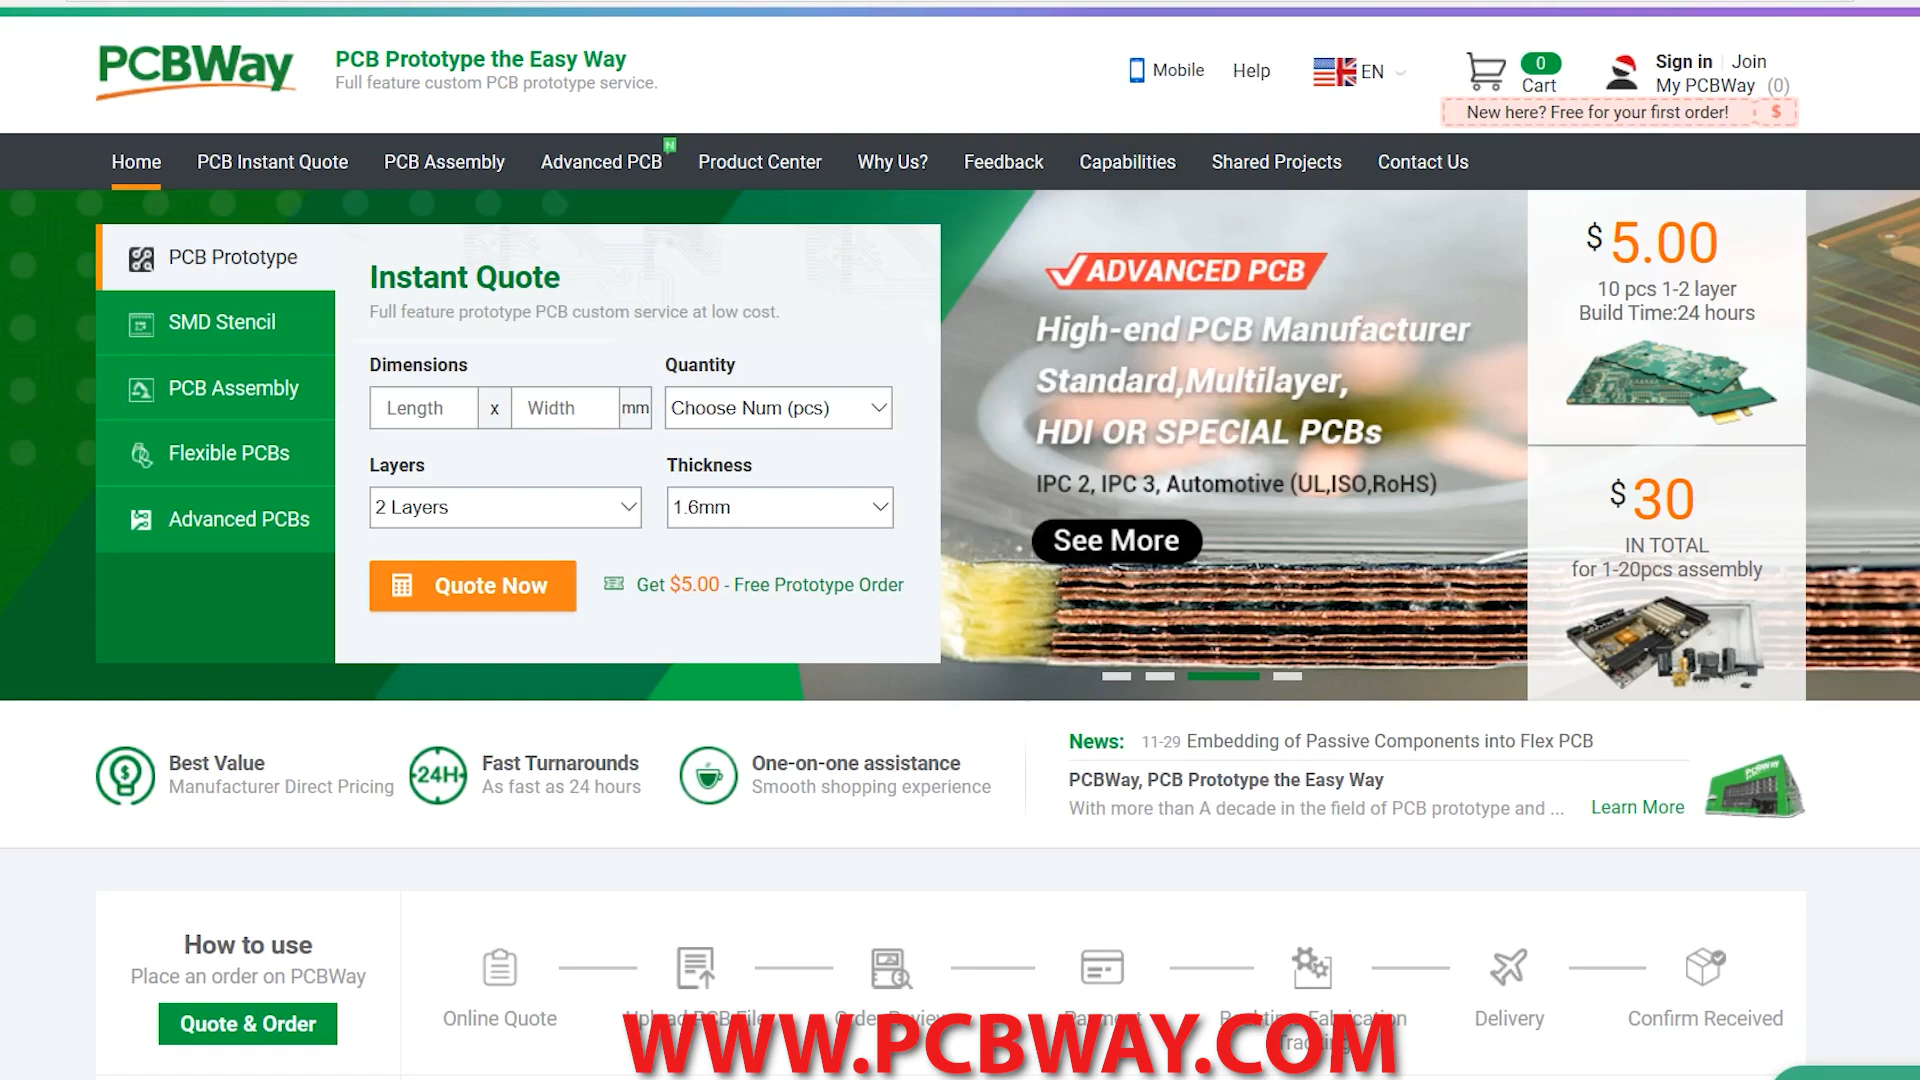 PCBWay
PCB Prototype the Easy Way
Full feature custom PCB prototype service.
Mobile
Help
EN
0
Cart
Sign in
Join
My PCBWay (0)
New here? Free for your first order! $
Home
PCB Instant Quote
PCB Assembly
Advanced PCB
N
Product Center
Why Us?
Feedback
Capabilities
Shared Projects
Contact Us
PCB Prototype
SMD Stencil
PCB Assembly
Flexible PCBs
Advanced PCBs
Instant Quote
Full feature prototype PCB custom service at low cost.
Dimensions
Quantity
Length x Width mm
Choose Num (pcs)
Layers
Thickness
2 Layers
1.6mm
Quote Now
Get $5.00 - Free Prototype Order
ADVANCED PCB
High-end PCB Manufacturer
Standard,Multilayer,
HDI OR SPECIAL PCBs
IPC 2, IPC 3, Automotive (UL,ISO,RoHS)
See More
$ 5.00
10 pcs 1-2 layer
Build Time:24 hours
$ 30
IN TOTAL
for 1-20pcs assembly
Best Value
Manufacturer Direct Pricing
24H
Fast Turnarounds
As fast as 24 hours
One-on-one assistance
Smooth shopping experience
News: 11-29 Embedding of Passive Components into Flex PCB
PCBWay, PCB Prototype the Easy Way
With more than A decade in the field of PCB prototype and ... Learn More
PCBWay
How to use
Place an order on PCBWay
Quote & Order
Online Quote
Delivery
Confirm Received
WWW.PCBWAY.COM